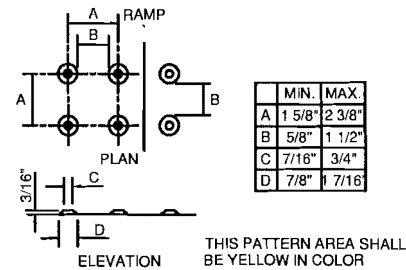 A RAMP
B
A
B
PLAN
3/16"
C
D
ELEVATION
MIN. MAX.
A 1 5/8" 2 3/8"
B 5/8" 1 1/2"
C 7/16" 3/4"
D 7/8" 1 7/16"
THIS PATTERN AREA SHALL
BE YELLOW IN COLOR